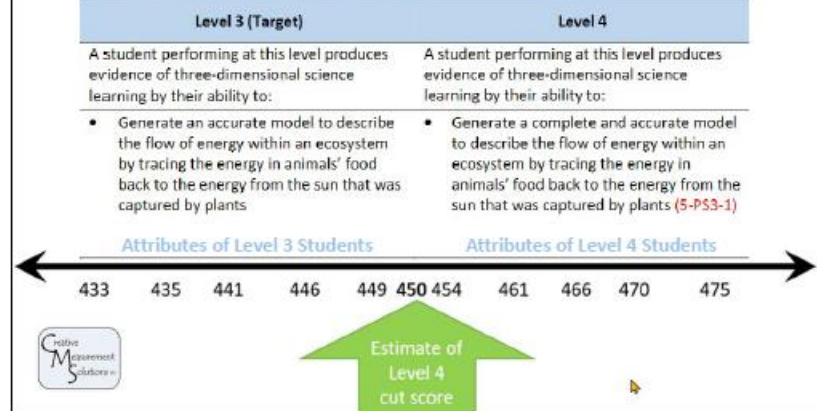 Level 3 (Target)
Level 4
A student performing at this level produces
evidence of three-dimensional science
learning by their ability to:
A student performing at this level produces
evidence of three-dimensional science
learning by their ability to:
• Generate an accurate model to describe
the flow of energy within an ecosystem
by tracing the energy in animals' food
back to the energy from the sun that was
captured by plants
• Generate a complete and accurate model
to describe the flow of energy within an
ecosystem by tracing the energy in
animals' food back to the energy from the
sun that was captured by plants (5-PS3-1)
Attributes of Level 3 Students
Attributes of Level 4 Students
433 435 441 446 449 450 454 461 466 470 475
Creative
Measurement
Solutions
Estimate of
Level 4
cut score